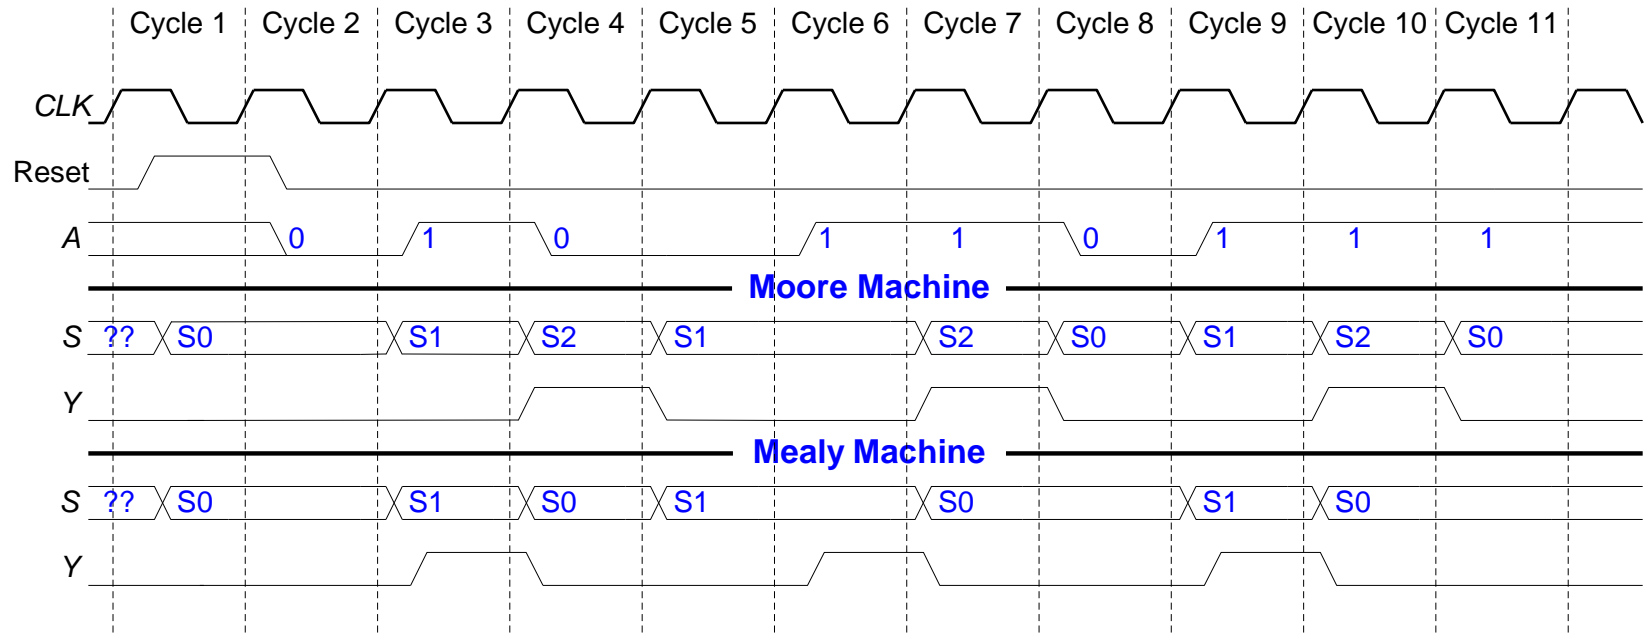 Cycle 1 Cycle 2 Cycle 3 Cycle 4 Cycle 5 Cycle 6 Cycle 7 Cycle 8 Cycle 9 Cycle 10 Cycle 11
CLK
Reset
A 0 1 0 1 1 0 1 1 1
Moore Machine
S ?? S0 S1 S2 S1 S2 S0 S1 S2 S0
Y
Mealy Machine
S ?? S0 S1 S0 S1 S0 S1 S0
Y